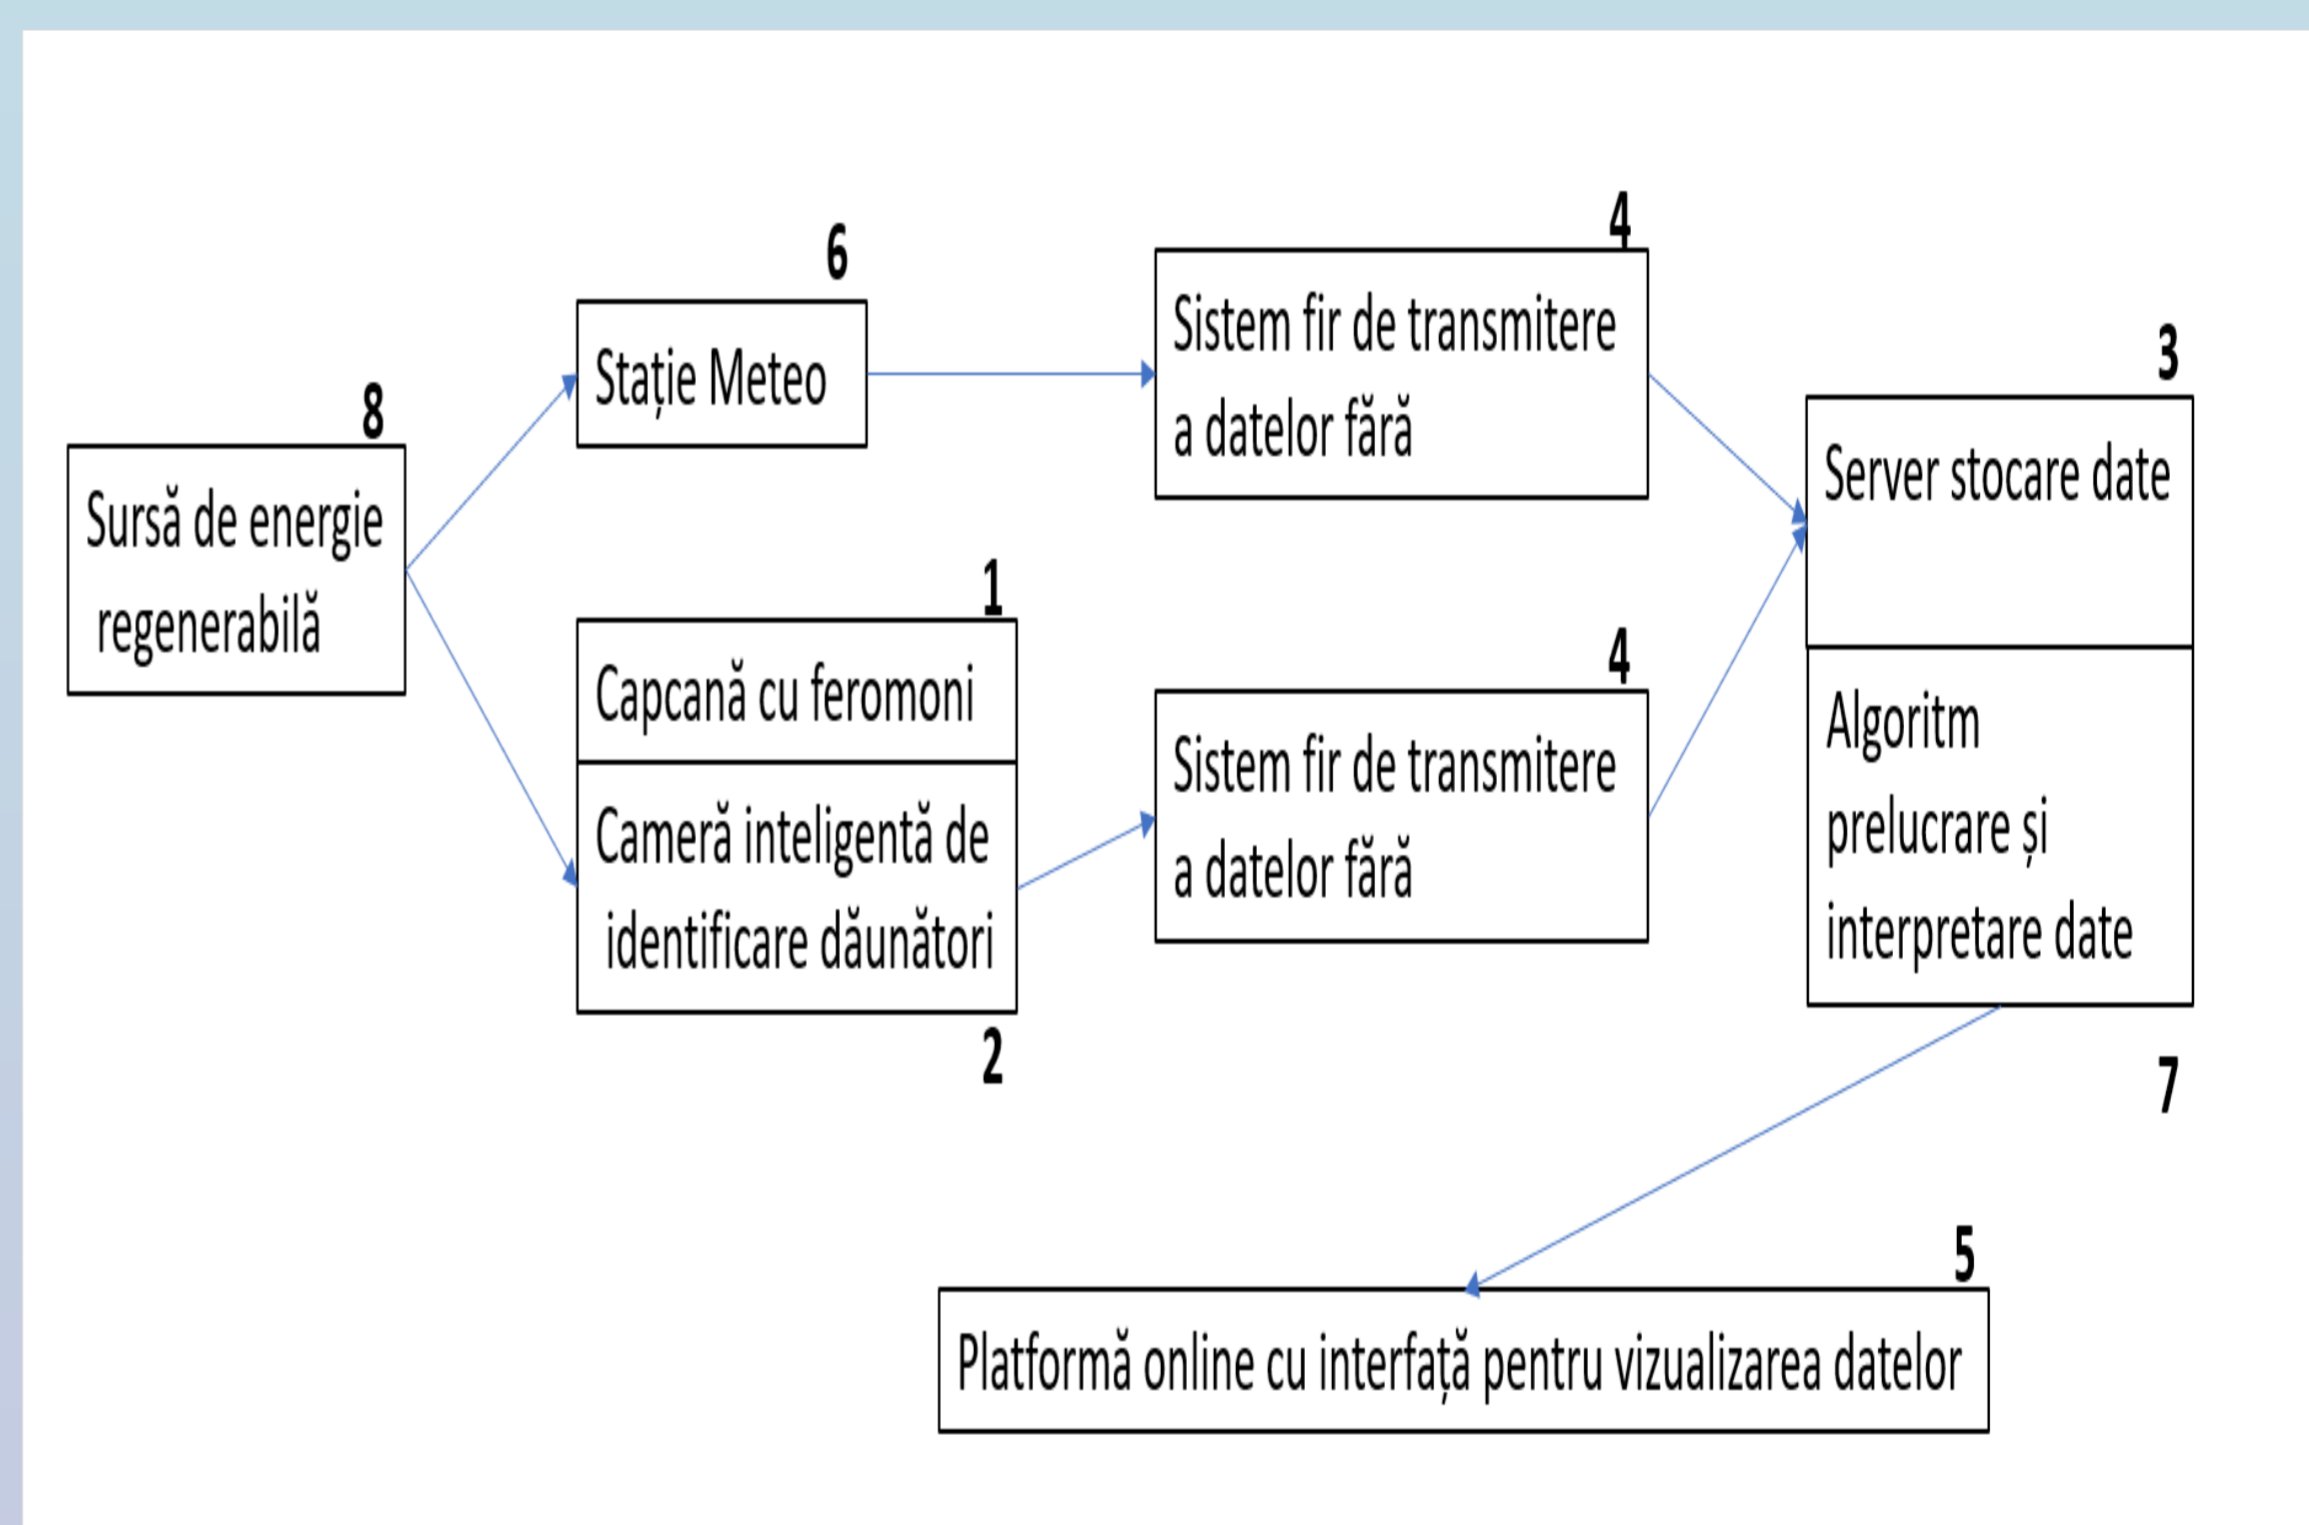 8
Sursă de energie
regenerabilă
6
Stație Meteo
1
Capcană cu feromoni
Cameră inteligentă de
identificare dăunători
2
4
Sistem fir de transmitere
a datelor fără
4
Sistem fir de transmitere
a datelor fără
3
Server stocare date
Algoritm
prelucrare și
interpretare date
7
5
Platformă online cu interfață pentru vizualizarea datelor